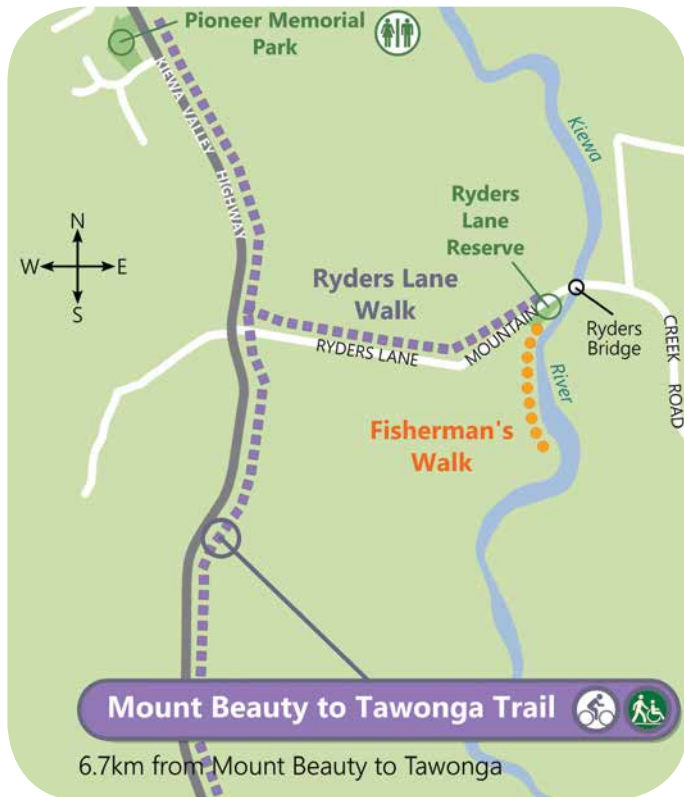 Pioneer Memorial
Park
KIEWA VALLEY HIGHWAY
Kiewa
Ryders
Lane
Reserve
N
W E
S
Ryders Lane
Walk
RYDERS LANE
MOUNTAIN
Ryders
Bridge
CREEK ROAD
River
Fisherman's
Walk
Mount Beauty to Tawonga Trail
6.7km from Mount Beauty to Tawonga